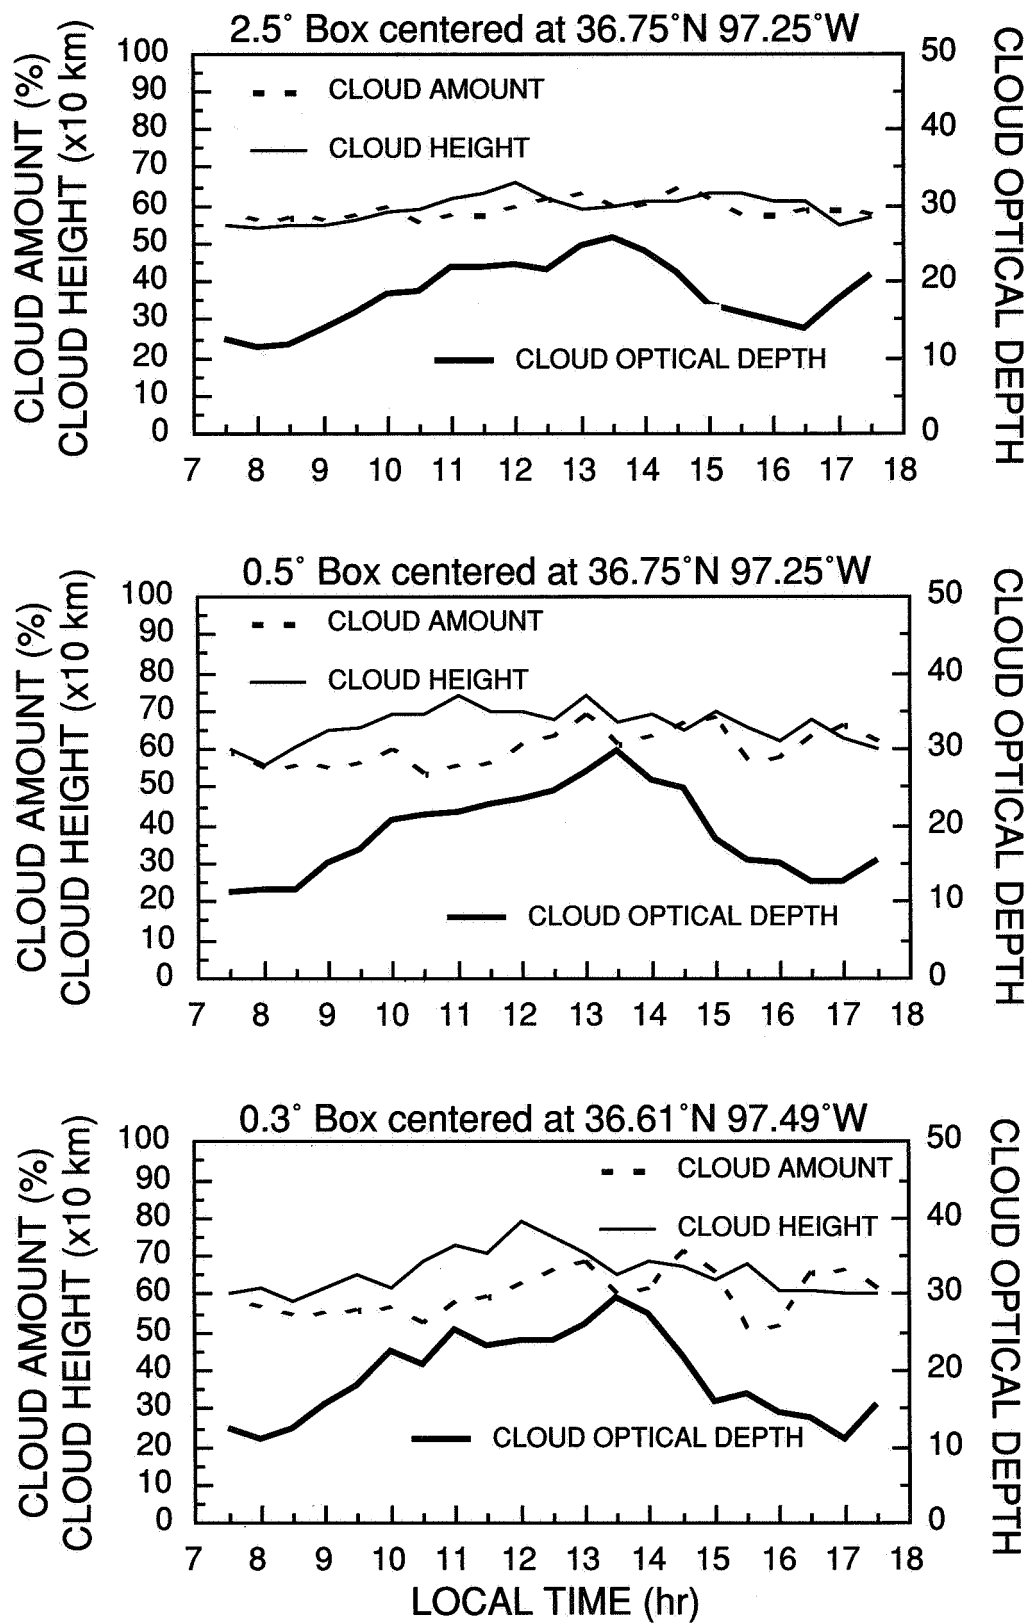 2.5° Box centered at 36.75°N 97.25°W
CLOUD AMOUNT (%)
CLOUD HEIGHT (x10 km)
100
90
80
70
60
50
40
30
20
10
0
CLOUD AMOUNT
CLOUD HEIGHT
CLOUD OPTICAL DEPTH
50
40
30
20
10
0
CLOUD OPTICAL DEPTH
7 8 9 10 11 12 13 14 15 16 17 18
0.5° Box centered at 36.75°N 97.25°W
CLOUD AMOUNT (%)
CLOUD HEIGHT (x10 km)
100
90
80
70
60
50
40
30
20
10
0
CLOUD AMOUNT
CLOUD HEIGHT
CLOUD OPTICAL DEPTH
50
40
30
20
10
0
CLOUD OPTICAL DEPTH
7 8 9 10 11 12 13 14 15 16 17 18
0.3° Box centered at 36.61°N 97.49°W
CLOUD AMOUNT (%)
CLOUD HEIGHT (x10 km)
100
90
80
70
60
50
40
30
20
10
0
CLOUD AMOUNT
CLOUD HEIGHT
CLOUD OPTICAL DEPTH
50
40
30
20
10
0
CLOUD OPTICAL DEPTH
7 8 9 10 11 12 13 14 15 16 17 18
LOCAL TIME (hr)